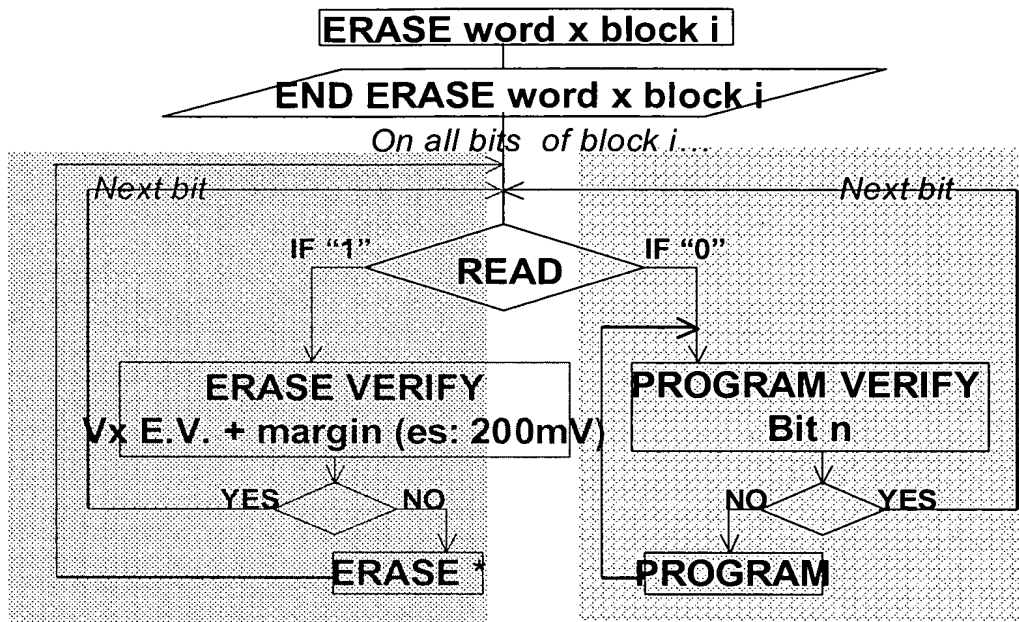 ERASE word x block i
END ERASE word x block i
On all bits of block i...
Next bit
Next bit
IF “1”
READ
IF “0”
ERASE VERIFY
Vx E.V. + margin (es: 200mV)
PROGRAM VERIFY
Bit n
YES
NO
NO
YES
ERASE *
PROGRAM